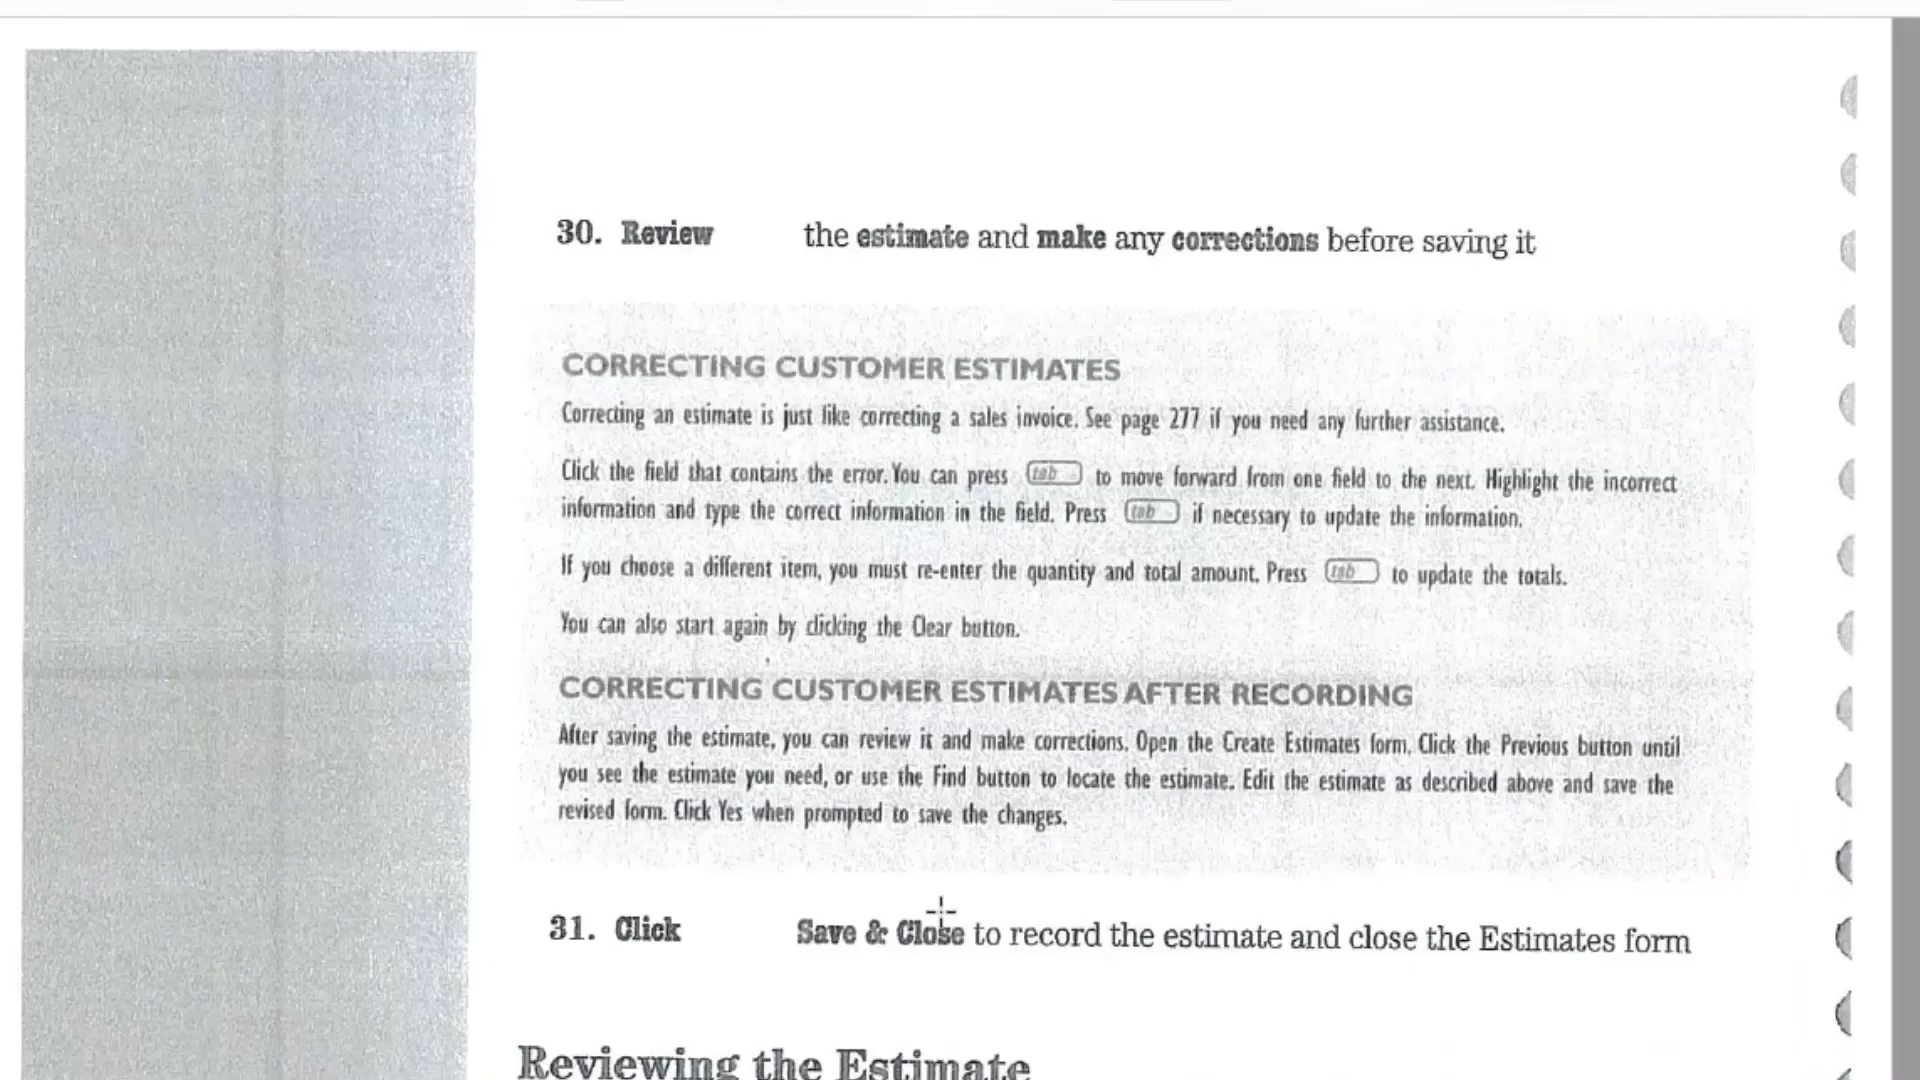 30. Review the estimate and make any corrections before saving it
CORRECTING CUSTOMER ESTIMATES
Correcting an estimate is just like correcting a sales invoice. See page 277 if you need any further assistance.
Click the field that contains the error. You can press tab to move forward from one field to the next. Highlight the incorrect
information and type the correct information in the field. Press tab if necessary to update the information.
If you choose a different item, you must re-enter the quantity and total amount. Press tab to update the totals.
You can also start again by clicking the Clear button.
CORRECTING CUSTOMER ESTIMATES AFTER RECORDING
After saving the estimate, you can review it and make corrections. Open the Create Estimates form. Click the Previous button until
you see the estimate you need, or use the Find button to locate the estimate. Edit the estimate as described above and save the
revised form. Click Yes when prompted to save the changes.
31. Click Save & Close to record the estimate and close the Estimates form
Reviewing the Estimate